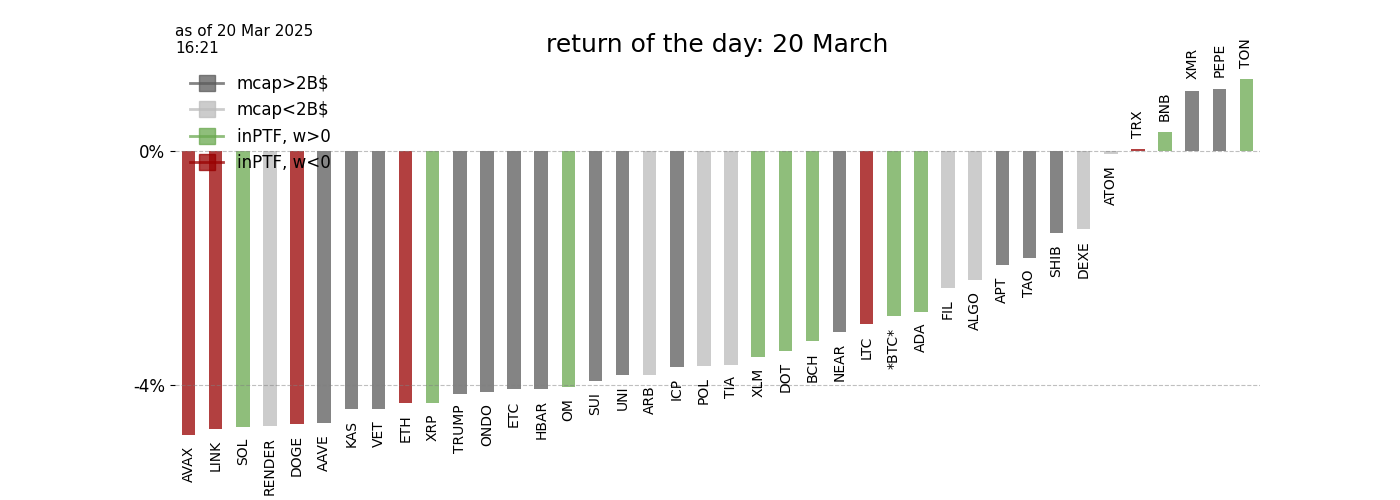 as of 20 Mar 2025
16:21
return of the day: 20 March
mcap>2B$
mcap<2B$
inPTF, w>0
inPTF, w<0
0%
-4%
AVAX
LINK
SOL
RENDER
DOGE
AAVE
KAS
VET
ETH
XRP
TRUMP
ONDO
ETC
HBAR
OM
SUI
UNI
ARB
ICP
POL
TIA
XLM
DOT
BCH
NEAR
LTC
*BTC*
ADA
FIL
ALGO
APT
TAO
SHIB
DEXE
ATOM
TRX
BNB
XMR
PEPE
TON